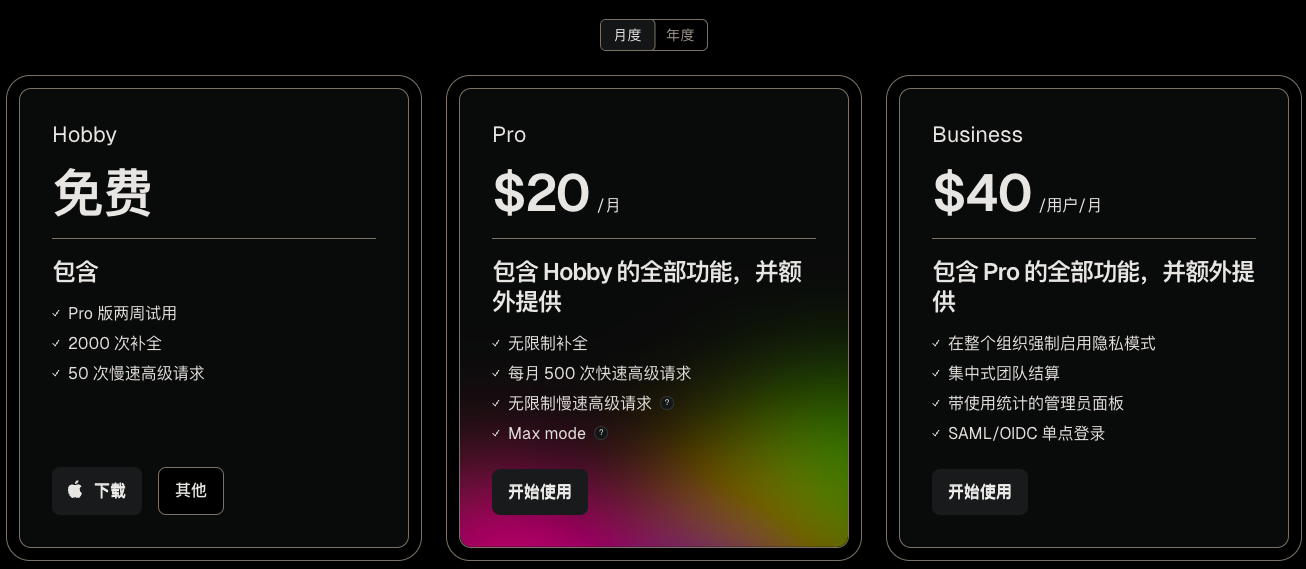 月度 年度
Hobby
免费
包含
Pro 版两周试用
2000 次补全
50 次慢速高级请求
下载 其他
Pro
$20 /月
包含 Hobby 的全部功能，并额
外提供
无限制补全
每月 500 次快速高级请求
无限制慢速高级请求 ?
Max mode ?
开始使用
Business
$40 /用户/月
包含 Pro 的全部功能，并额外提
供
在整个组织强制启用隐私模式
集中式团队结算
带使用统计的管理员面板
SAML/OIDC 单点登录
开始使用